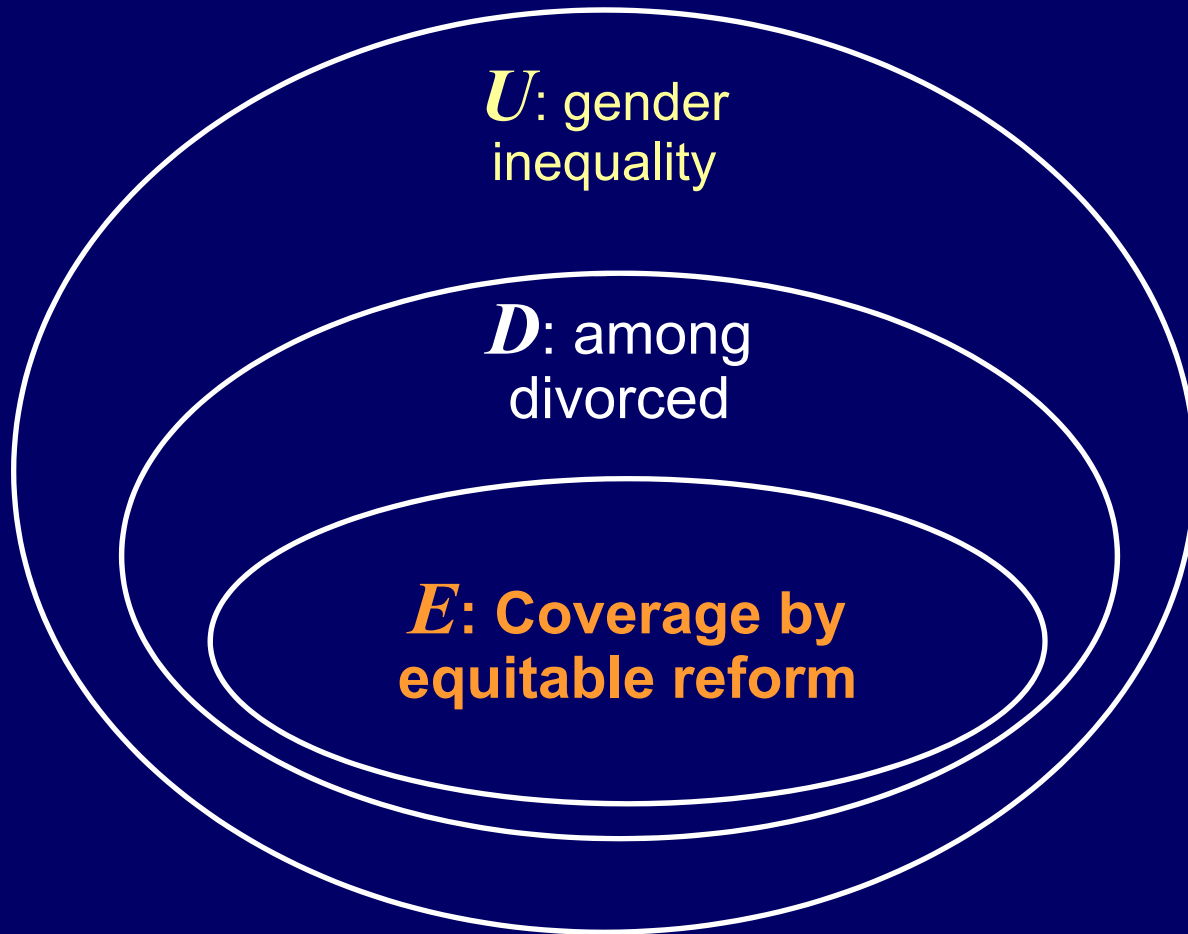 U: gender
inequality
D: among
divorced
E: Coverage by
equitable reform